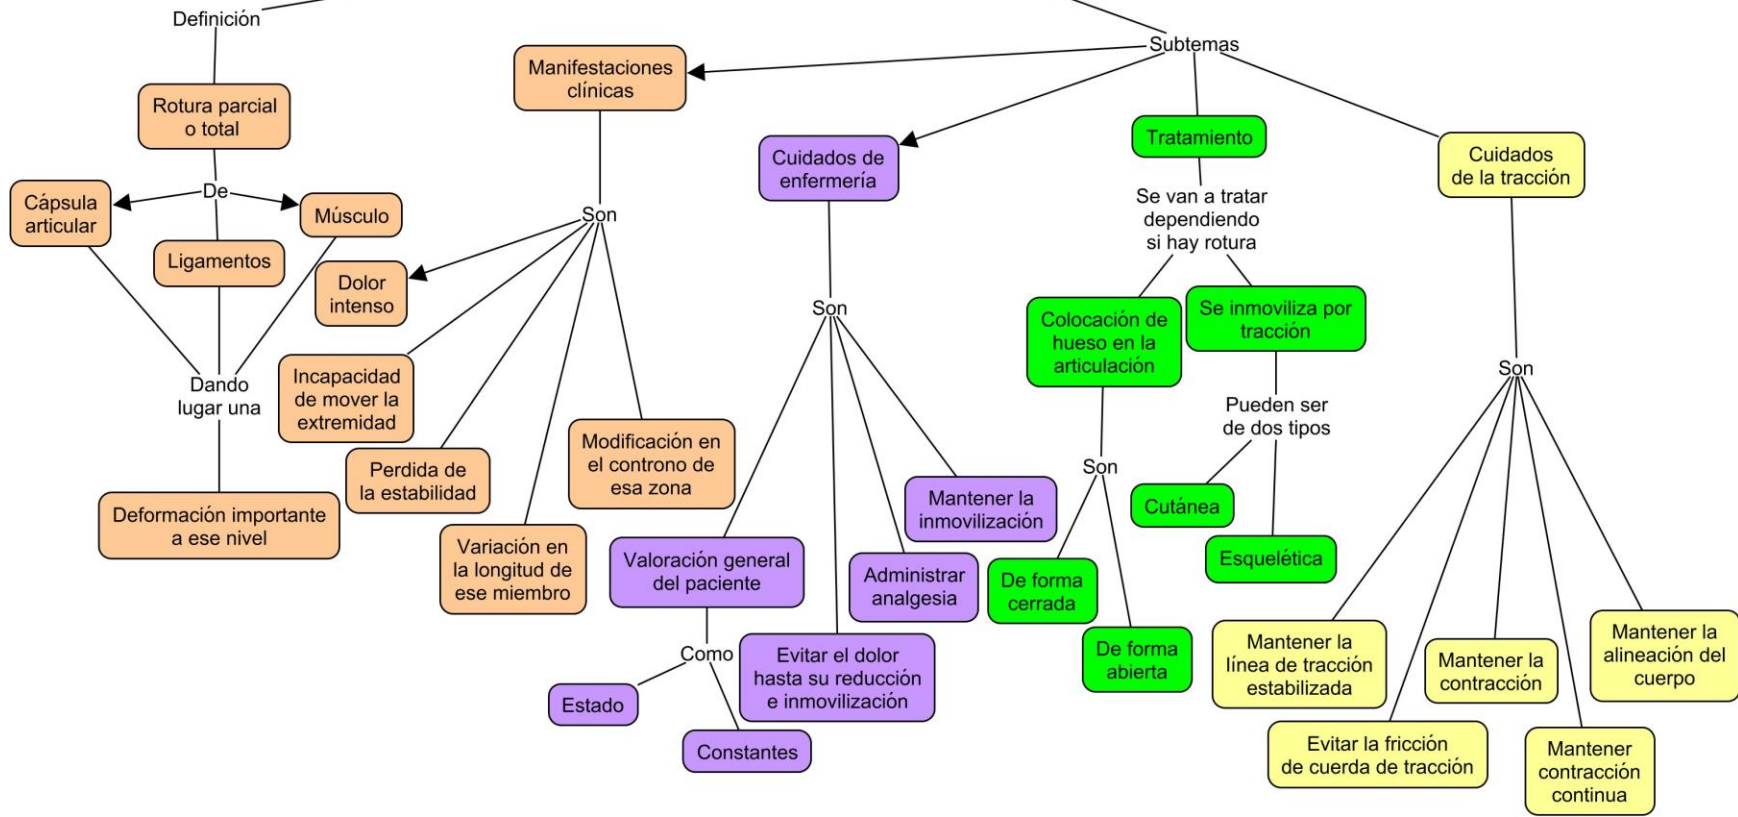 Definición
Rotura parcial
o total
De
Cápsula
articular
Músculo
Ligamentos
Dando
lugar una
Deformación importante
a ese nivel
Subtemas
Manifestaciones
clínicas
Son
Dolor
intenso
Incapacidad
de mover la
extremidad
Perdida de
la estabilidad
Variación en
la longitud de
ese miembro
Modificación en
el controno de
esa zona
Cuidados de
enfermería
Son
Valoración general
del paciente
Como
Estado
Constantes
Evitar el dolor
hasta su reducción
e inmovilización
Administrar
analgesia
Mantener la
inmovilización
Tratamiento
Se van a tratar
dependiendo
si hay rotura
Colocación de
hueso en la
articulación
Son
De forma
cerrada
De forma
abierta
Se inmoviliza por
tracción
Pueden ser
de dos tipos
Cutánea
Esquelética
Cuidados
de la tracción
Son
Mantener la
línea de tracción
estabilizada
Evitar la fricción
de cuerda de tracción
Mantener la
contracción
Mantener
contracción
continua
Mantener la
alineación del
cuerpo